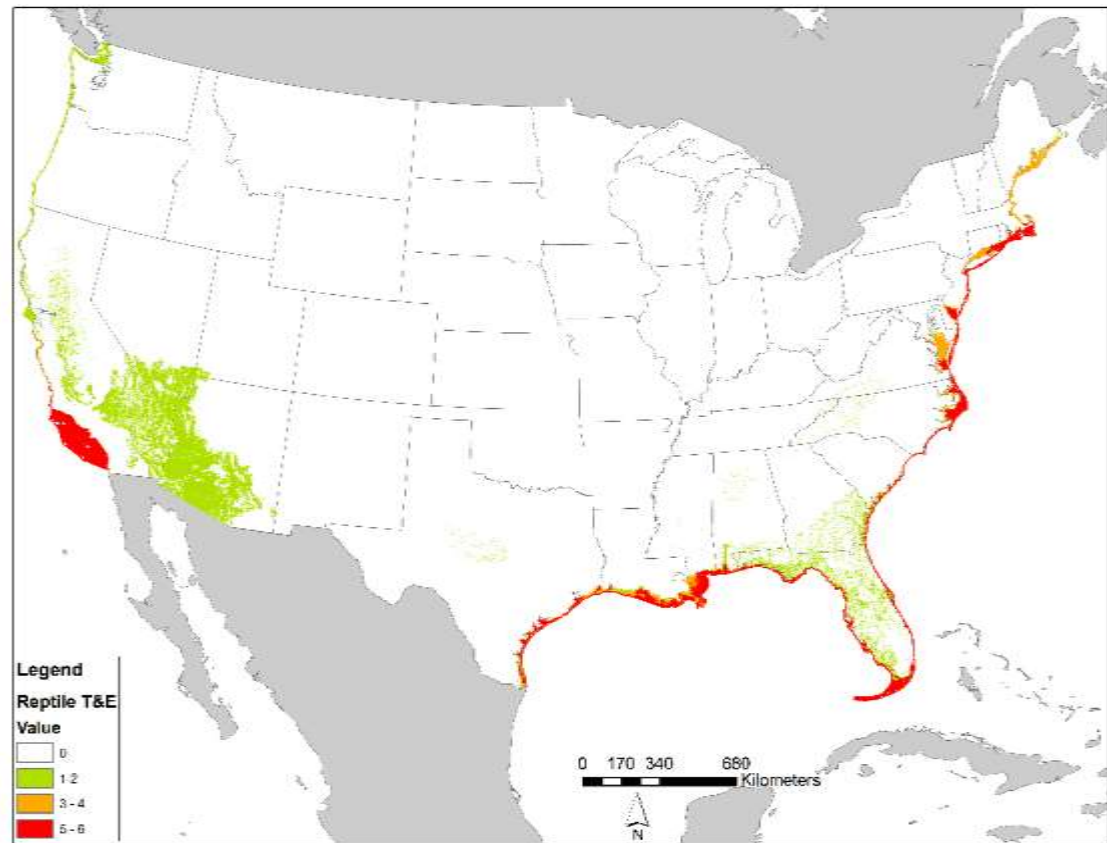 Legend
Reptile T&E
Value
0
1-2
3 - 4
5 - 6
0 170 340 680
Kilometers
N